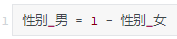 1 性别_男 = 1 - 性别_女